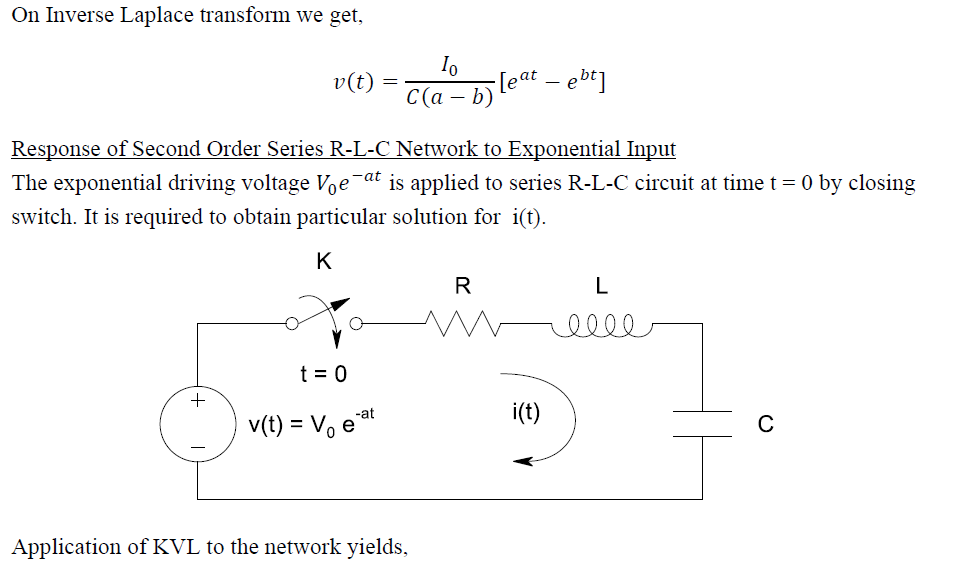 On Inverse Laplace transform we get,
v(t) = I₀ / C(a − b) [eᵃᵗ − eᵇᵗ]
Response of Second Order Series R-L-C Network to Exponential Input
The exponential driving voltage V₀e⁻ᵃᵗ is applied to series R-L-C circuit at time t = 0 by closing
switch. It is required to obtain particular solution for i(t).
K
R
L
t = 0
+
v(t) = V₀ e⁻ᵃᵗ
i(t)
C
Application of KVL to the network yields,